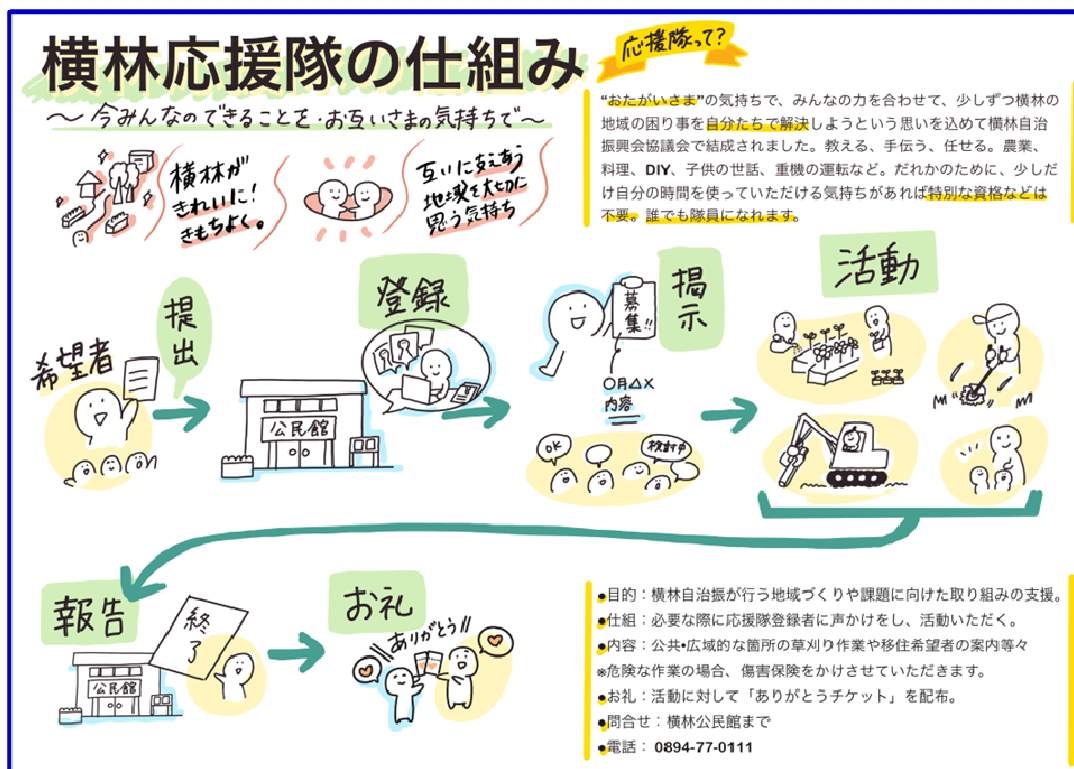 横林応援隊の仕組み
〜今みんなのできることを・お互いさまの気持ちで〜
応援隊って?
“おたがいさま”の気持ちで、みんなの力を合わせて、少しずつ横林の
地域の困り事を自分たちで解決しようという思いを込めて横林自治
振興会協議会で結成されました。教える、手伝う、任せる。農業、
料理、DIY、子供の世話、重機の運転など。だれかのために、少しだ
け自分の時間を使っていただける気持ちがあれば特別な資格などは
不要。誰でも隊員になれます。
横林が
きれいに!
きもちよく。
互いに支えあう
地域を大切に
思う気持ち
希望者
提出
登録
公民館
掲示
募集!!
○月△×
内容
OK
検討中
活動
報告
終了
公民館
お礼
ありがとう!!
●目的:横林自治振が行う地域づくりや課題に向けた取り組みの支援。
●仕組:必要な際に応援隊登録者に声かけをし、活動いただく。
●内容:公共•広域的な箇所の草刈り作業や移住希望者の案内等々
※危険な作業の場合、傷害保険をかけさせていただきます。
●お礼:活動に対して「ありがとうチケット」を配布。
●問合せ:横林公民館まで
●電話: 0894-77-0111